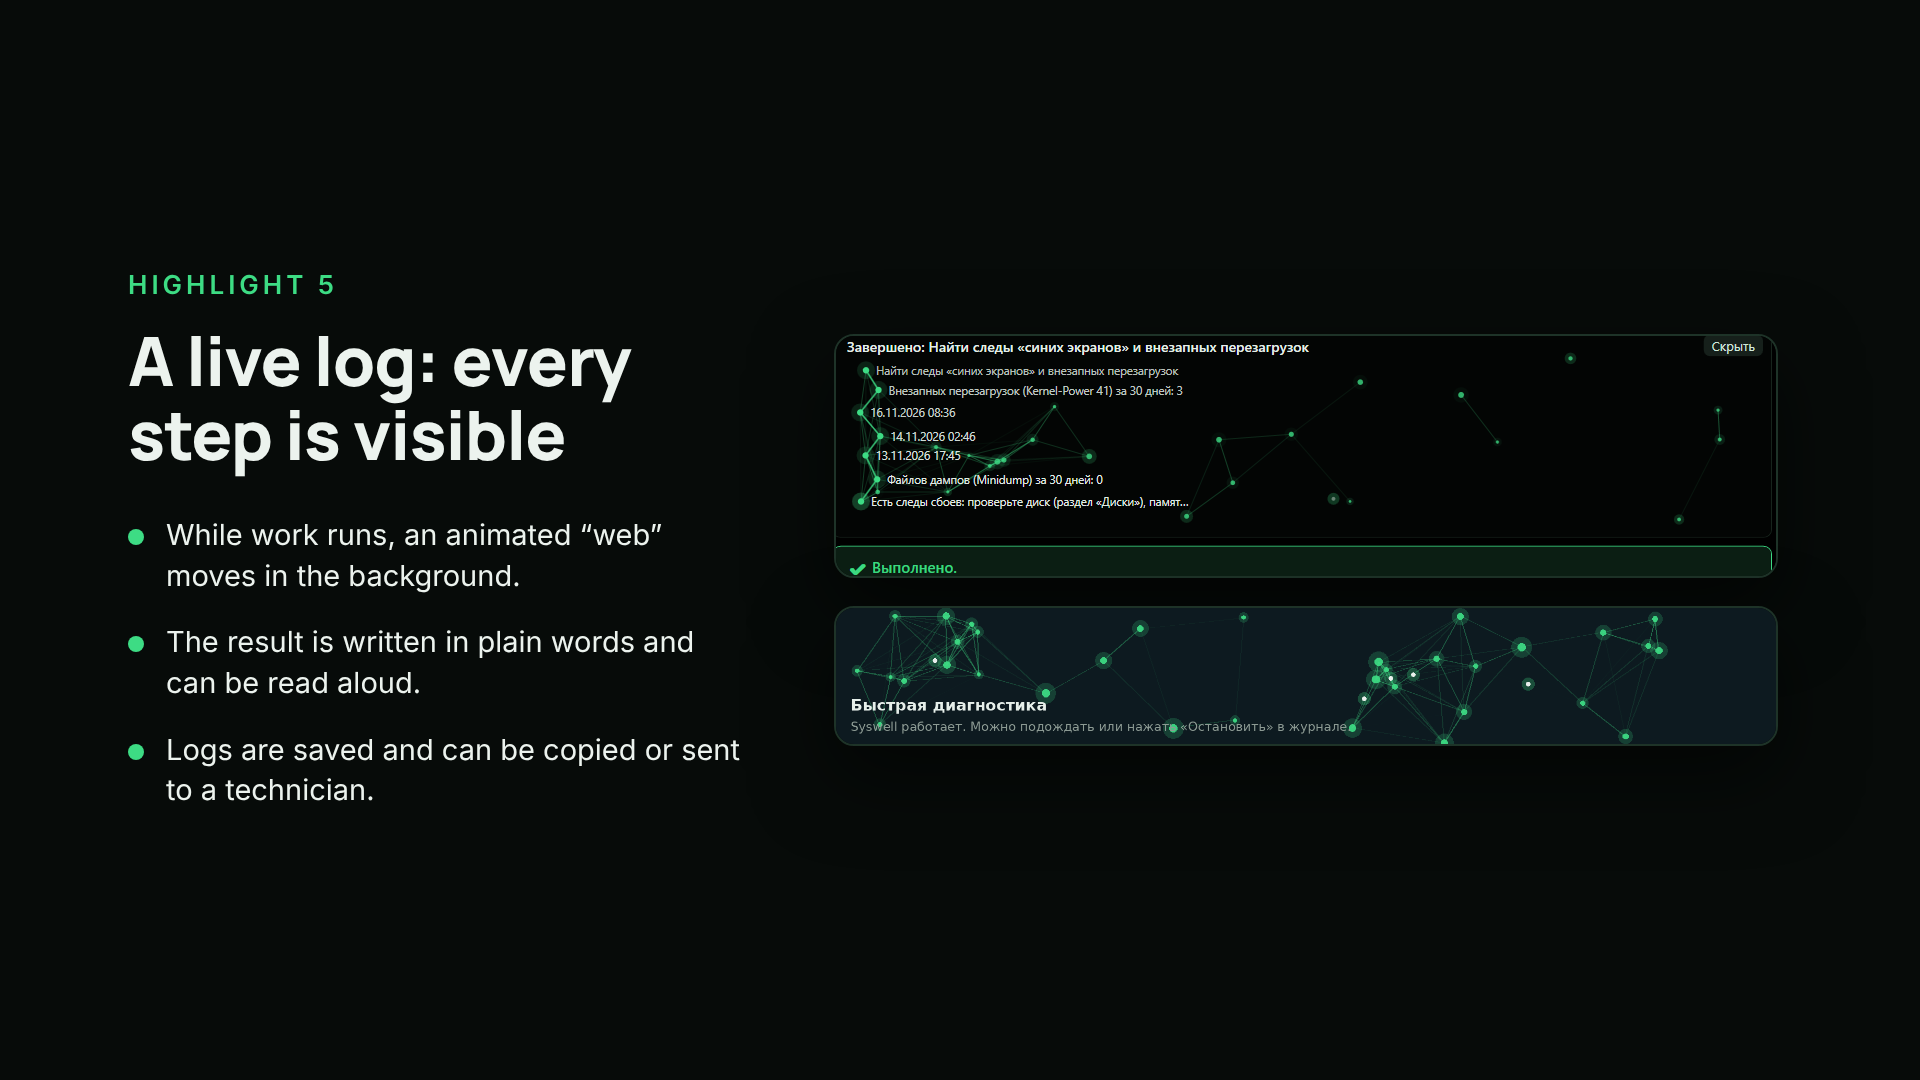 HIGHLIGHT 5
A live log: every
step is visible
While work runs, an animated “web”
moves in the background.
The result is written in plain words and
can be read aloud.
Logs are saved and can be copied or sent
to a technician.
Завершено: Найти следы «синих экранов» и внезапных перезагрузок
Скрыть
Найти следы «синих экранов» и внезапных перезагрузок
Внезапных перезагрузок (Kernel-Power 41) за 30 дней: 3
16.11.2026 08:36
14.11.2026 02:46
13.11.2026 17:45
Файлов дампов (Minidump) за 30 дней: 0
Есть следы сбоев: проверьте диск (раздел «Диски»), памят...
Выполнено.
Быстрая диагностика
Syswell работает. Можно подождать или нажать «Остановить» в журнале.